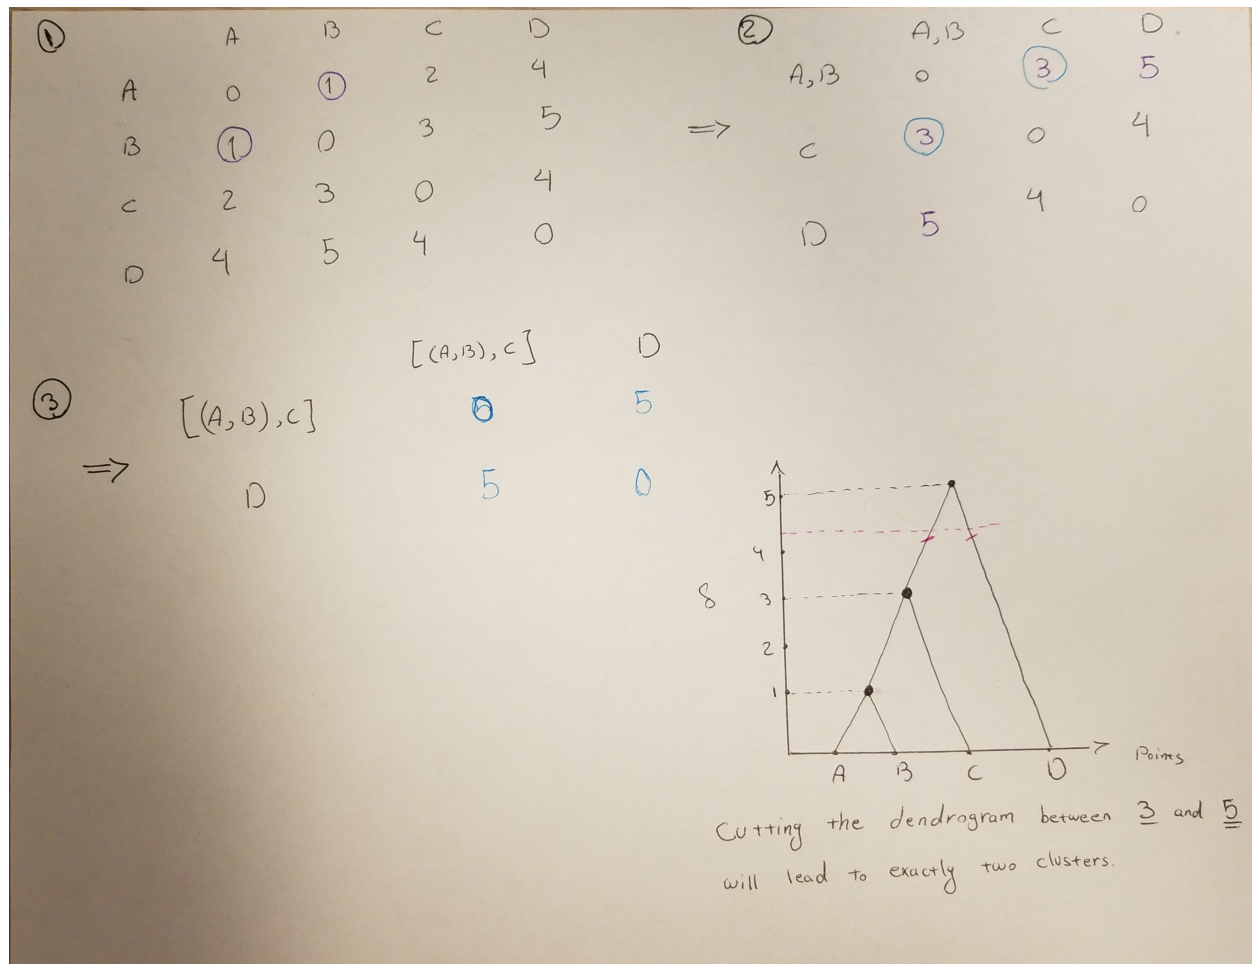 1
A B C D
A 0 1 2 4
B 1 0 3 5
C 2 3 0 4
D 4 5 4 0
2
A,B C D
⇒
A,B 0 3 5
C 3 0 4
D 5 4 0
3
[(A,B),C] D
⇒
[(A,B),C] 0 5
D 5 0
5
4
δ
3
2
1
A B C D
Points
Cutting the dendrogram between 3 and 5
will lead to exactly two clusters.